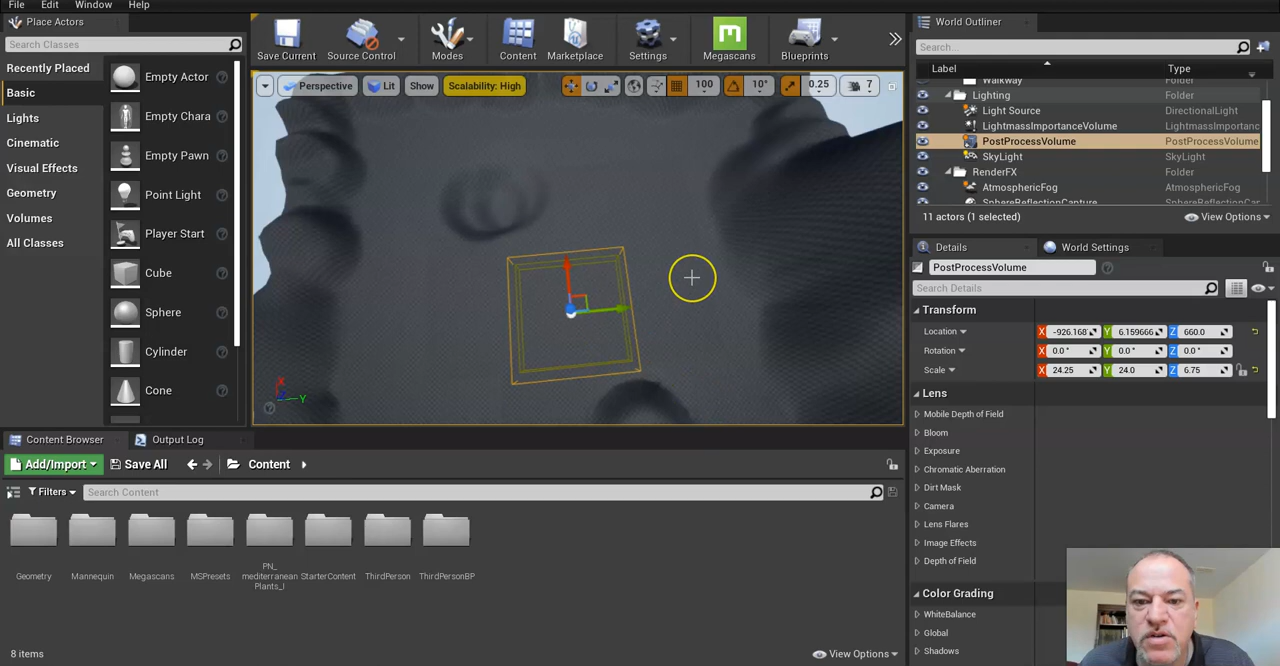 File Edit Window Help
Place Actors
Search Classes
Recently Placed
Basic
Lights
Cinematic
Visual Effects
Geometry
Volumes
All Classes
Empty Actor
Empty Chara
Empty Pawn
Point Light
Player Start
Cube
Sphere
Cylinder
Cone
Save Current
Source Control
Modes
Content
Marketplace
Settings
Megascans
Blueprints
Perspective
Lit
Show
Scalability: High
100
10°
0.25
7
X
Y
World Outliner
Search...
Label Type
Walkway Folder
Lighting Folder
Light Source DirectionalLight
LightmassImportanceVolume LightmassImportanc
PostProcessVolume PostProcessVolume
SkyLight SkyLight
RenderFX Folder
AtmosphericFog AtmosphericFog
SphereReflectionCapture SphereReflectionCapture
11 actors (1 selected)
View Options
Details
World Settings
PostProcessVolume
Search Details
Transform
Location X -926.168 Y 6.159666 Z 660.0
Rotation X 0.0 ° Y 0.0 ° Z 0.0 °
Scale X 24.25 Y 24.0 Z 6.75
Lens
Mobile Depth of Field
Bloom
Exposure
Chromatic Aberration
Dirt Mask
Camera
Lens Flares
Image Effects
Depth of Field
Color Grading
WhiteBalance
Global
Shadows
Content Browser
Output Log
Add/Import
Save All
Content
Filters
Search Content
Geometry
Mannequin
Megascans
MSPresets
PN_
mediterranean
Plants_I
StarterContent
ThirdPerson
ThirdPersonBP
8 items
View Options